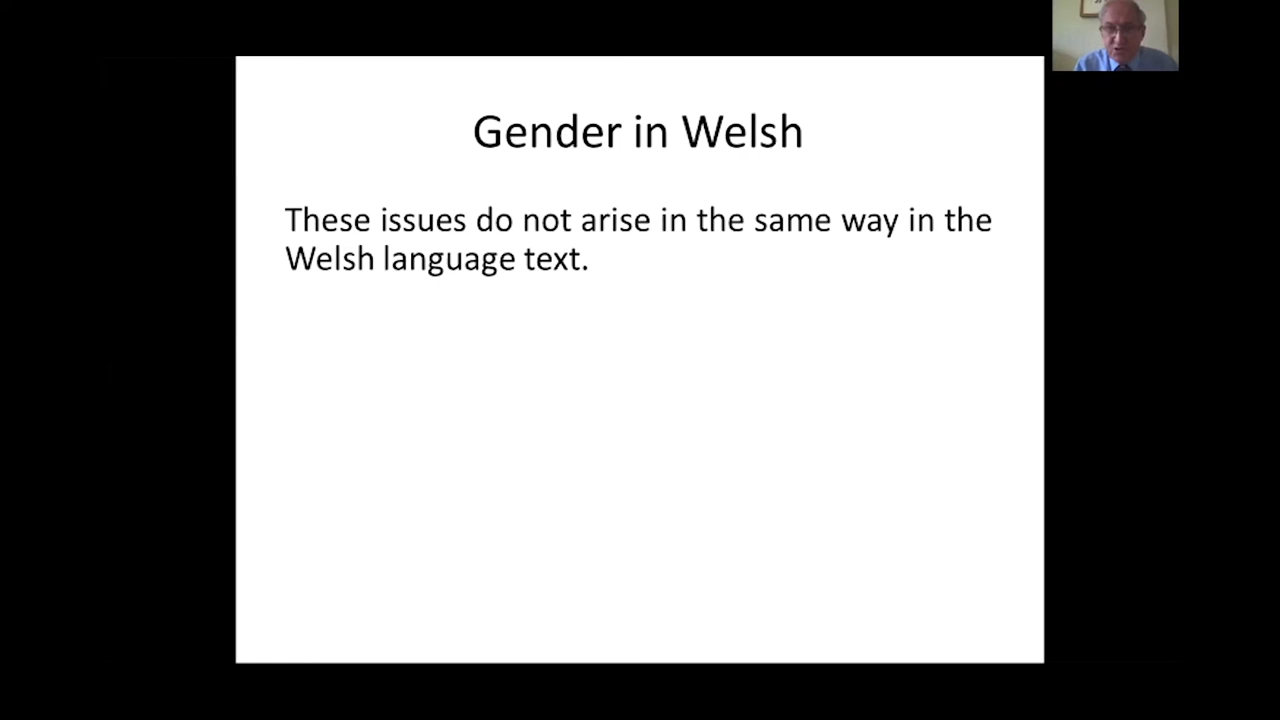 Gender in Welsh
These issues do not arise in the same way in the
Welsh language text.